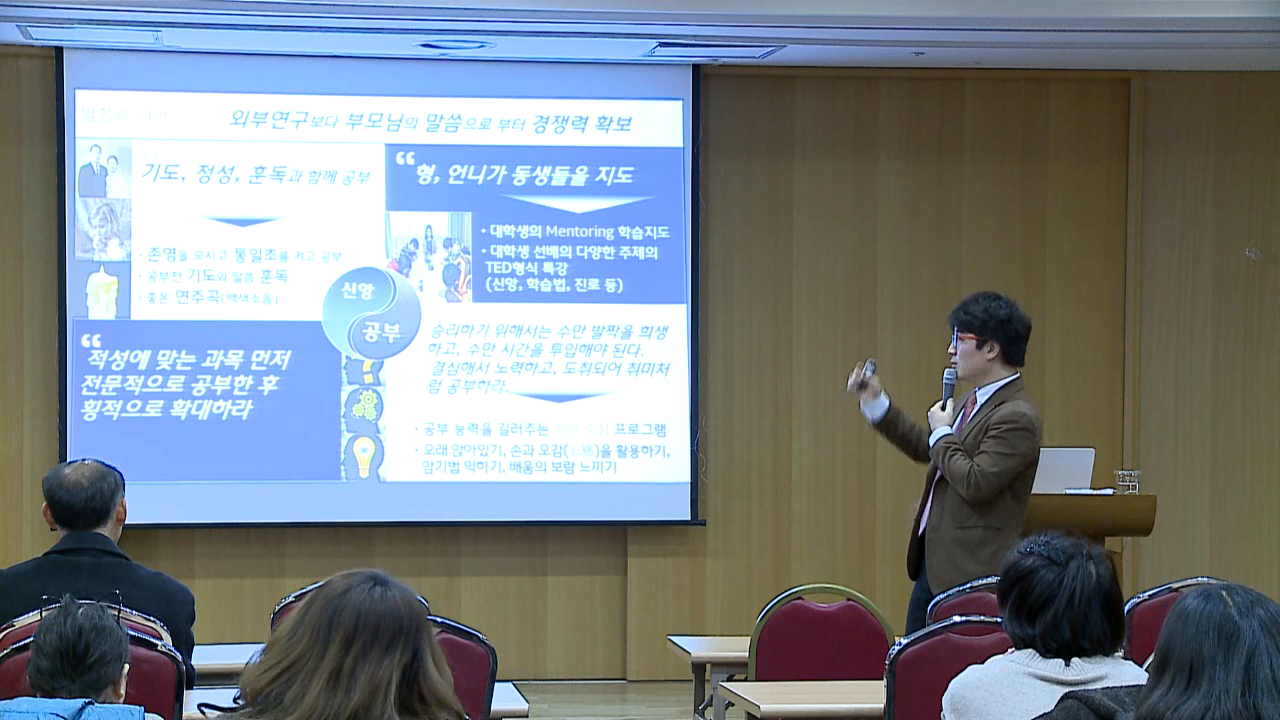 말씀과
외부연구보다 부모님의 말씀으로 부터 경쟁력 확보
기도, 정성, 훈독과 함께 공부
· 존영을 모시고 통일초를 켜고 공부
· 공부전 기도와 말씀 훈독
· 좋은 연주곡(백색소음)
“형, 언니가 동생들을 지도
· 대학생의 Mentoring 학습지도
· 대학생 선배의 다양한 주제의
TED형식 특강
(신앙, 학습법, 진로 등)
신앙
공부
“적성에 맞는 과목 먼저
전문적으로 공부한 후
횡적으로 확대하라
승리하기 위해서는 수만 발짝을 희생
하고, 수만 시간을 투입해야 된다.
결심해서 노력하고, 도취되어 취미처
럼 공부하라
· 공부 능력을 길러주는 프로그램
· 오래 앉아있기, 손과 오감()을 활용하기,
암기법 익히기, 배움의 보람 느끼기